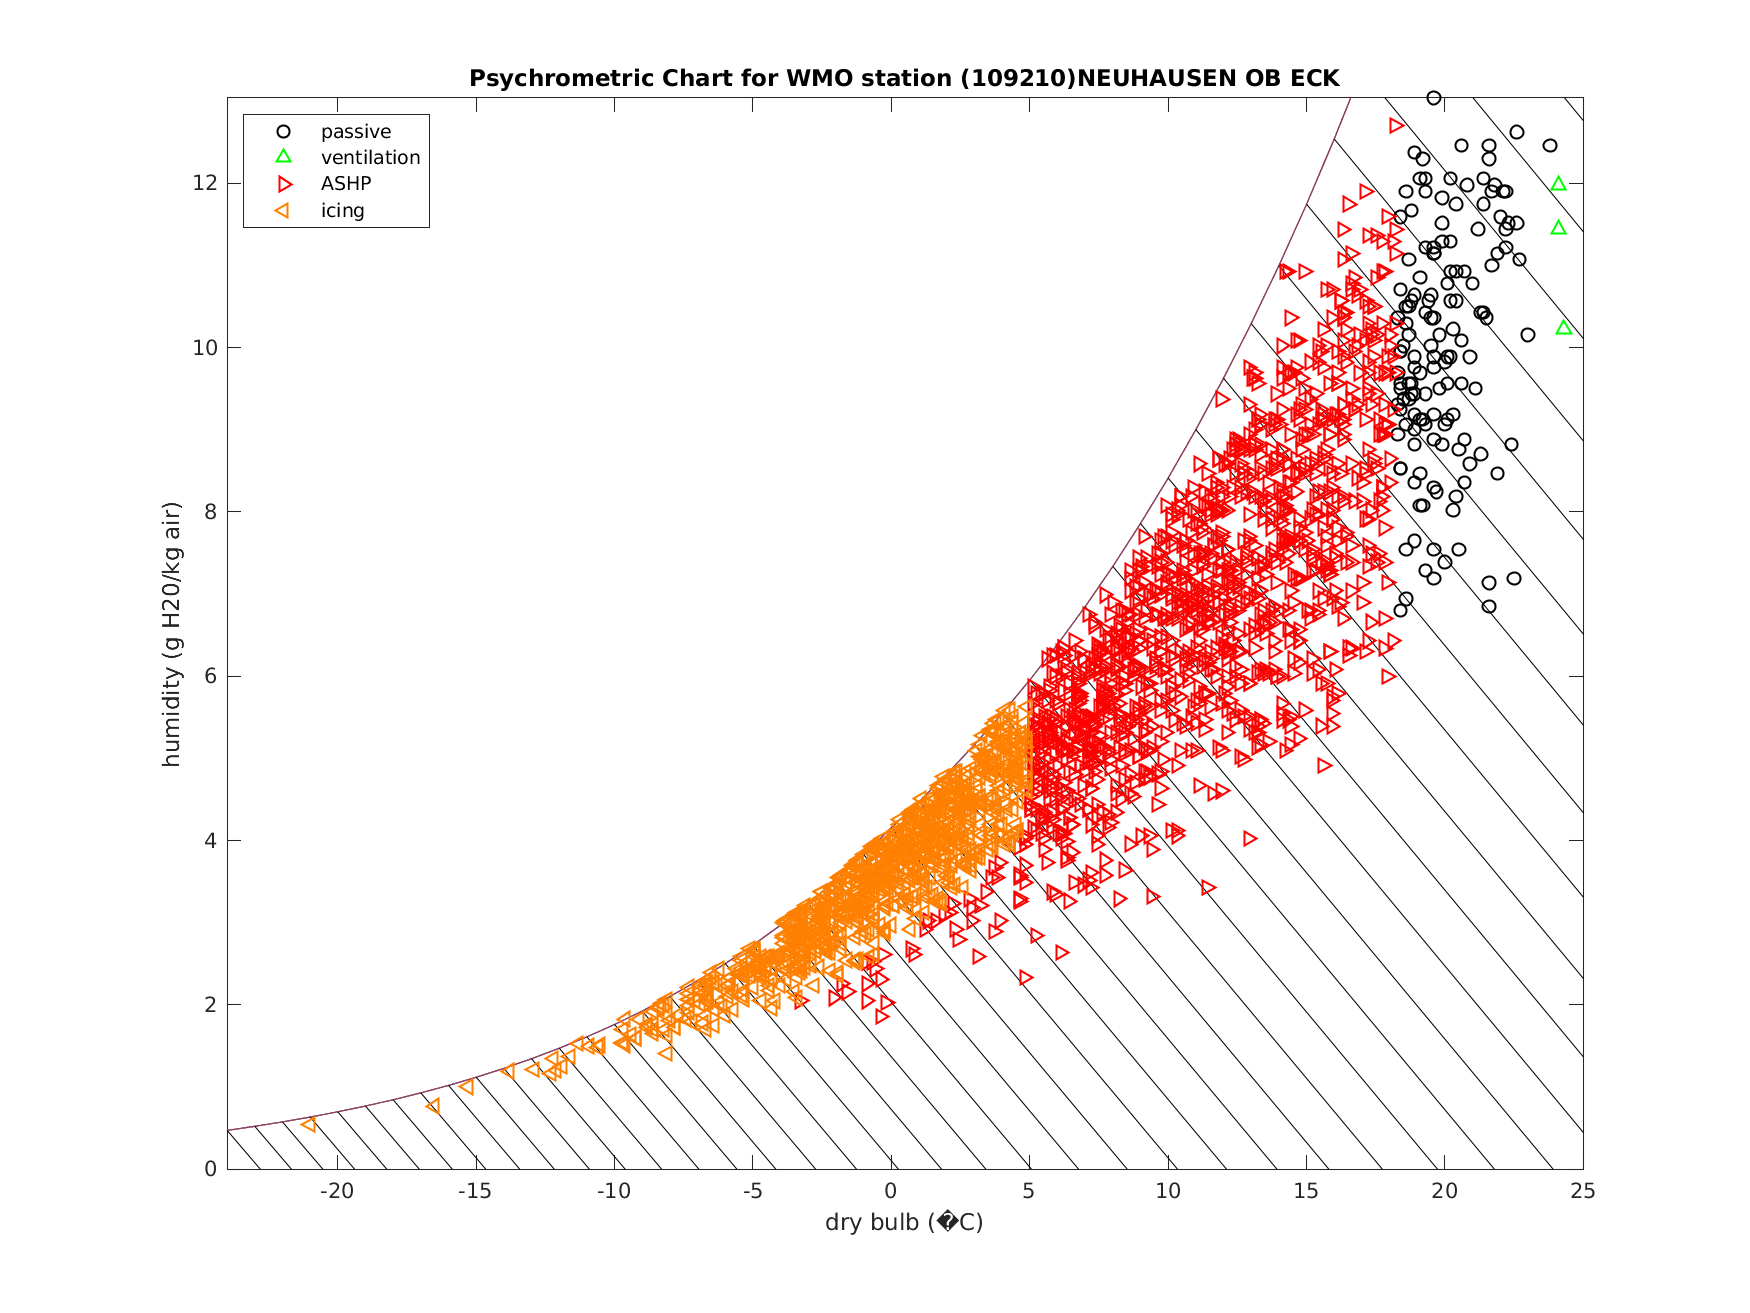 Psychrometric Chart for WMO station (109210)NEUHAUSEN OB ECK
passive
ventilation
ASHP
icing
humidity (g H20/kg air)
12
10
8
6
4
2
0
-20 -15 -10 -5 0 5 10 15 20 25
dry bulb (�C)